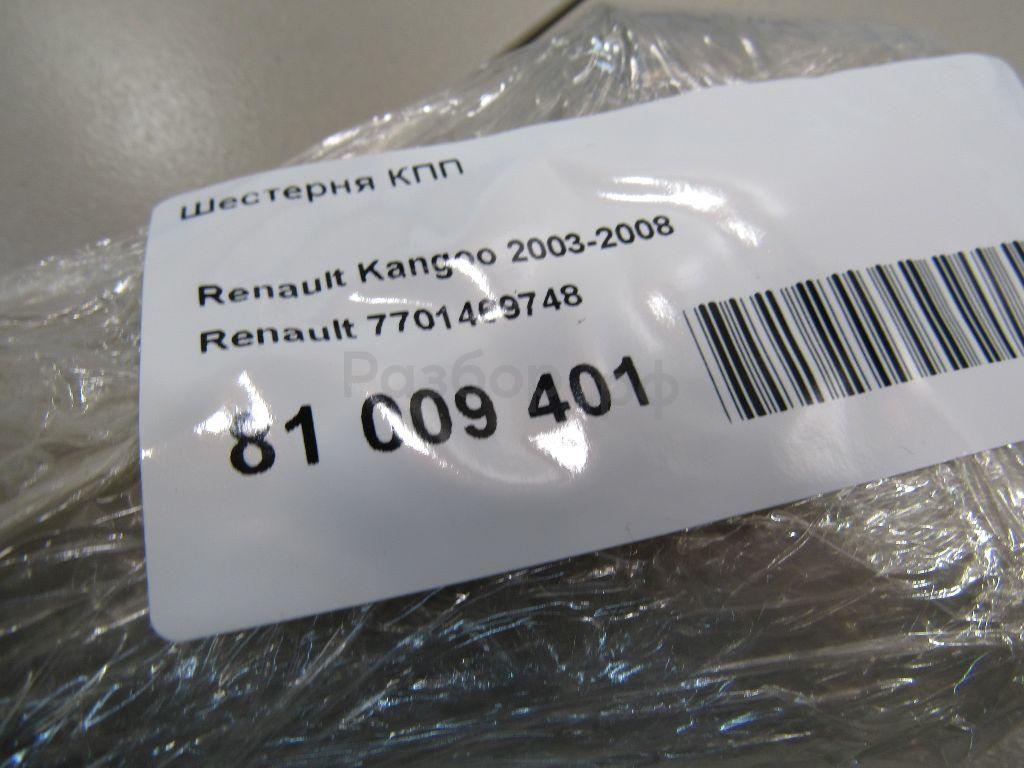 Шестерня КПП
Renault Kangoo 2003-2008
Renault 7701469748
81 009 401